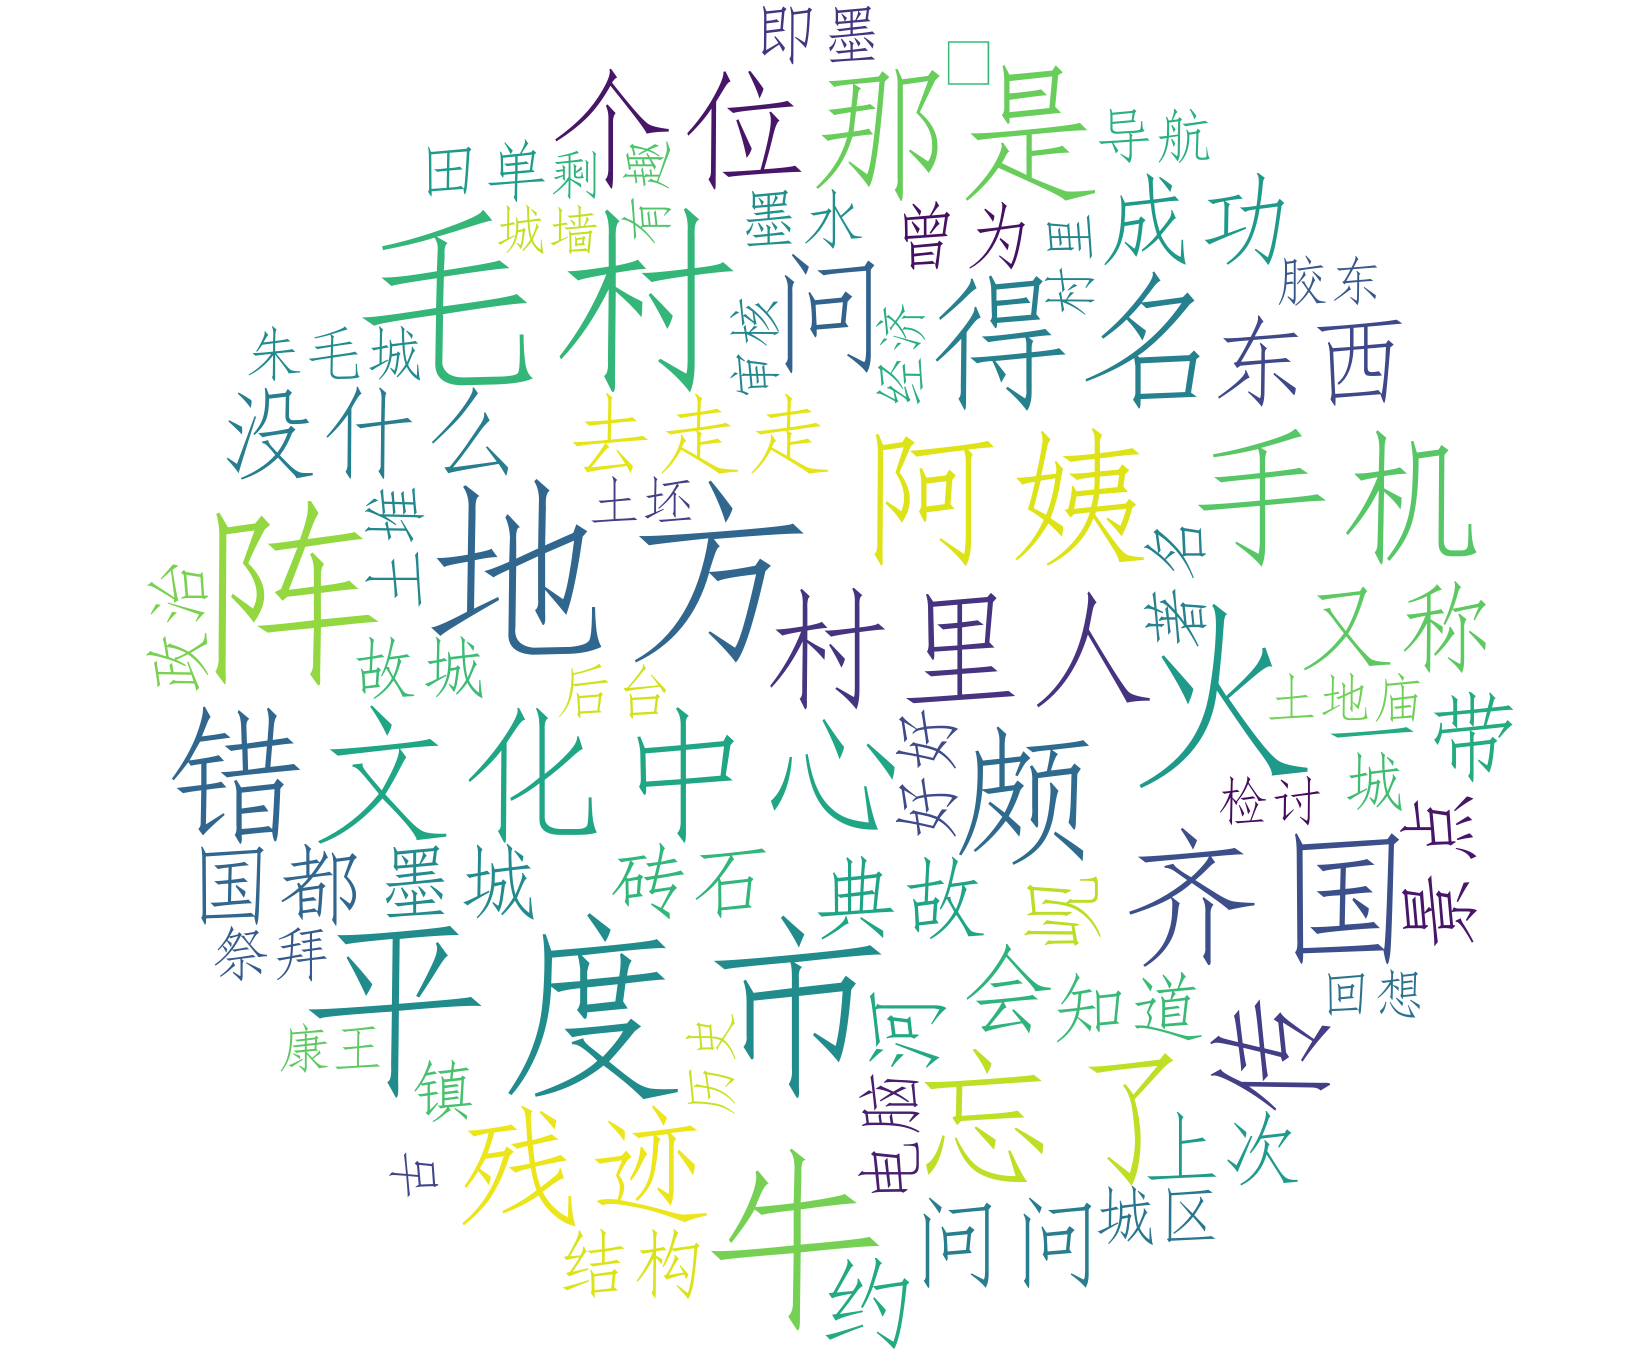 即墨
个位
那是
导航
田单
剩
有趣
城墙
墨水
曾为
村里
成功
毛村
问
得名
胶东
东西
审核
经济
朱毛城
没什么
去走走
阿姨
手机
土堆
土坯
阵
地方
著名
政治
村里人
火
又称
故城
后台
土地庙
带
错
文化中心
好好
颇
一城
检讨
景点
国都
墨城
砖石
典故
观
齐国
祭拜
平度市
会
知道
回想
河
传
康王
镇
历史
电脑
忘了
上次
古
残迹
牛
问问
城区
结构
约